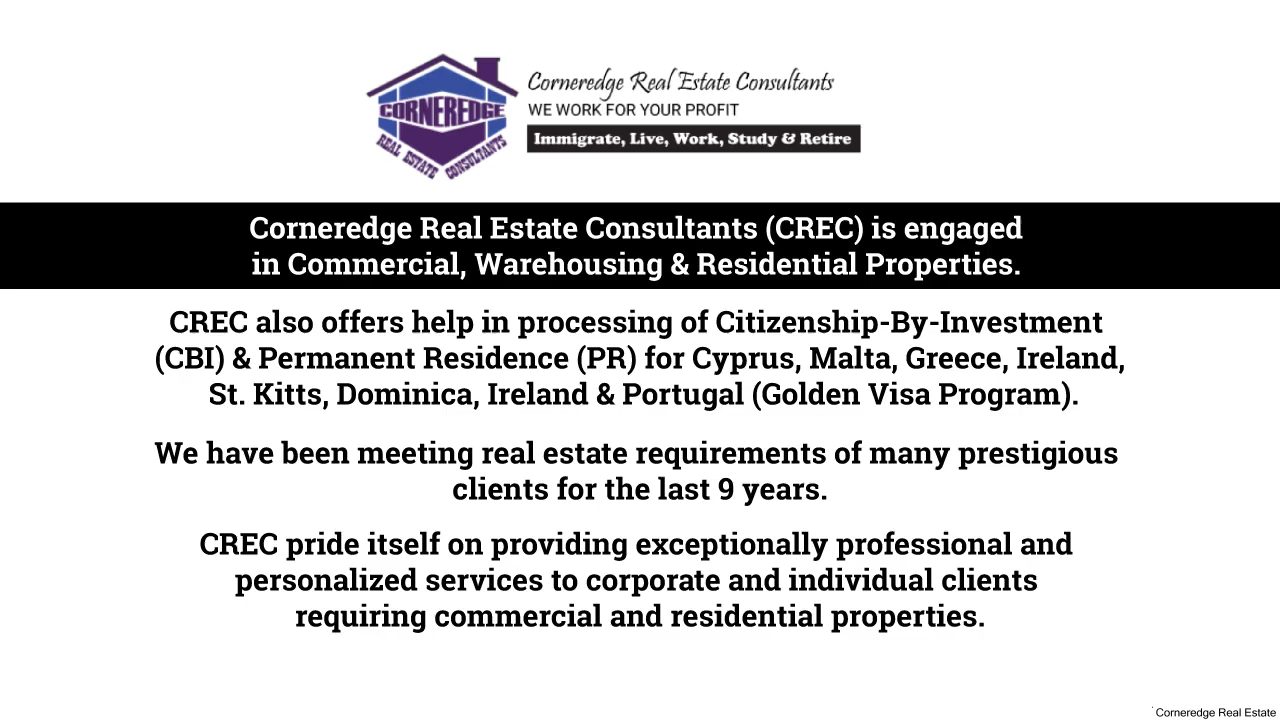 CORNEREDGE
REAL ESTATE CONSULTANTS
Corneredge Real Estate Consultants
WE WORK FOR YOUR PROFIT
Immigrate, Live, Work, Study & Retire
Corneredge Real Estate Consultants (CREC) is engaged
in Commercial, Warehousing & Residential Properties.
CREC also offers help in processing of Citizenship-By-Investment
(CBI) & Permanent Residence (PR) for Cyprus, Malta, Greece, Ireland,
St. Kitts, Dominica, Ireland & Portugal (Golden Visa Program).
We have been meeting real estate requirements of many prestigious
clients for the last 9 years.
CREC pride itself on providing exceptionally professional and
personalized services to corporate and individual clients
requiring commercial and residential properties.
Corneredge Real Estate